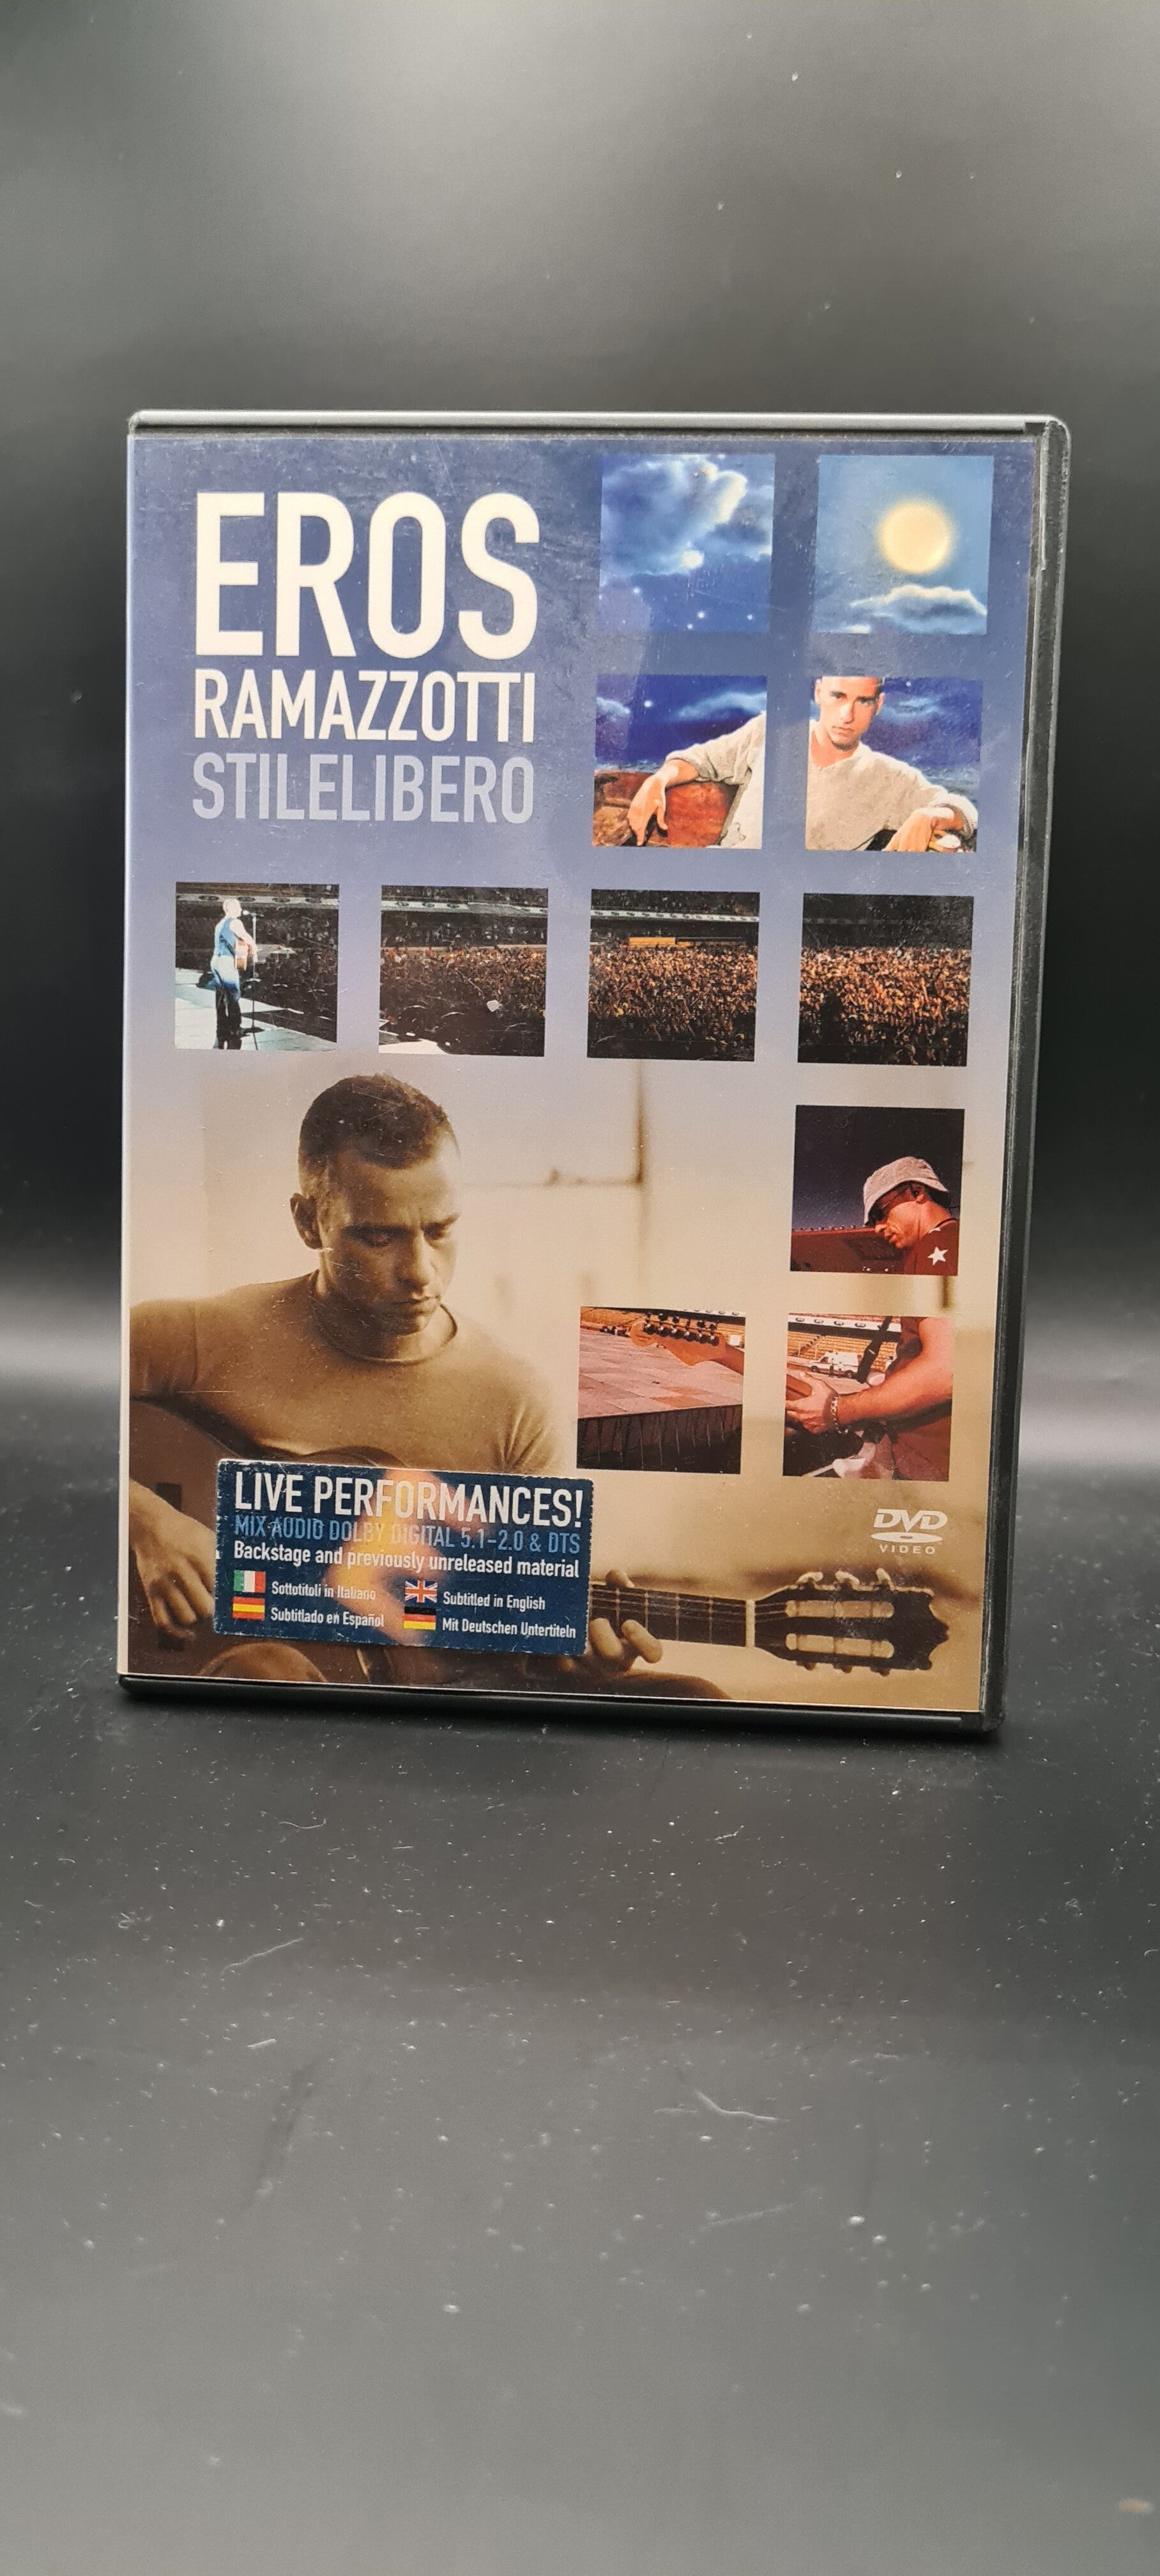 EROS
RAMAZZOTTI
STILELIBERO
LIVE PERFORMANCES!
MIX AUDIO DOLBY DIGITAL 5.1-2.0 & DTS
Backstage and previously unreleased material
Sottotitoli in Italiano
Subtitled in English
Subtitlado en Español
Mit Deutschen Untertiteln
DVD
VIDEO